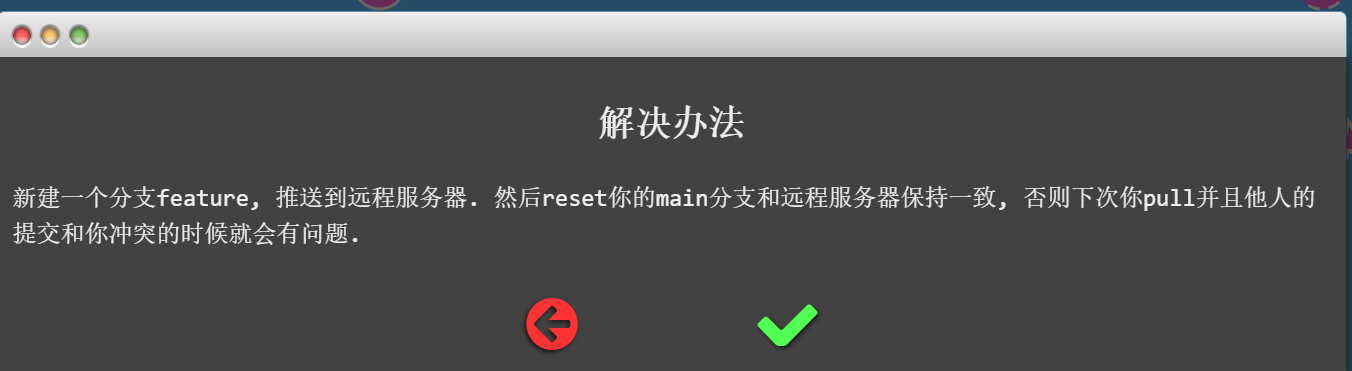 解决办法
新建一个分支feature, 推送到远程服务器. 然后reset你的main分支和远程服务器保持一致, 否则下次你pull并且他人的
提交和你冲突的时候就会有问题.